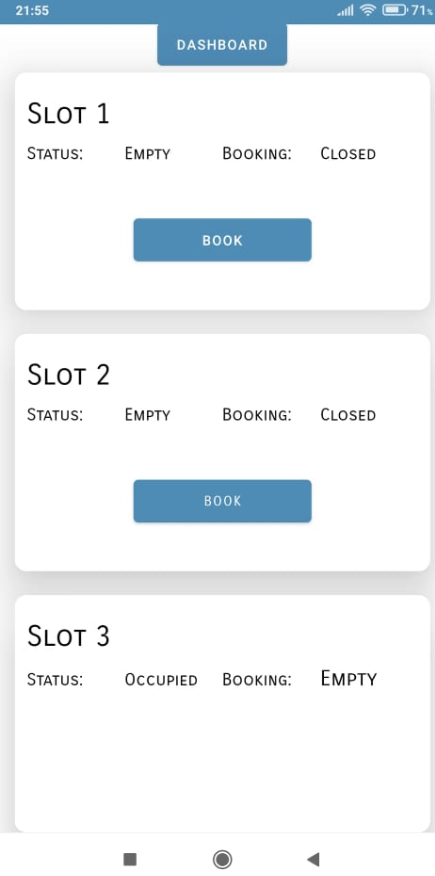 21:55 71%
DASHBOARD
Slot 1
Status: Empty Booking: Closed
BOOK
Slot 2
Status: Empty Booking: Closed
BOOK
Slot 3
Status: Occupied Booking: Empty